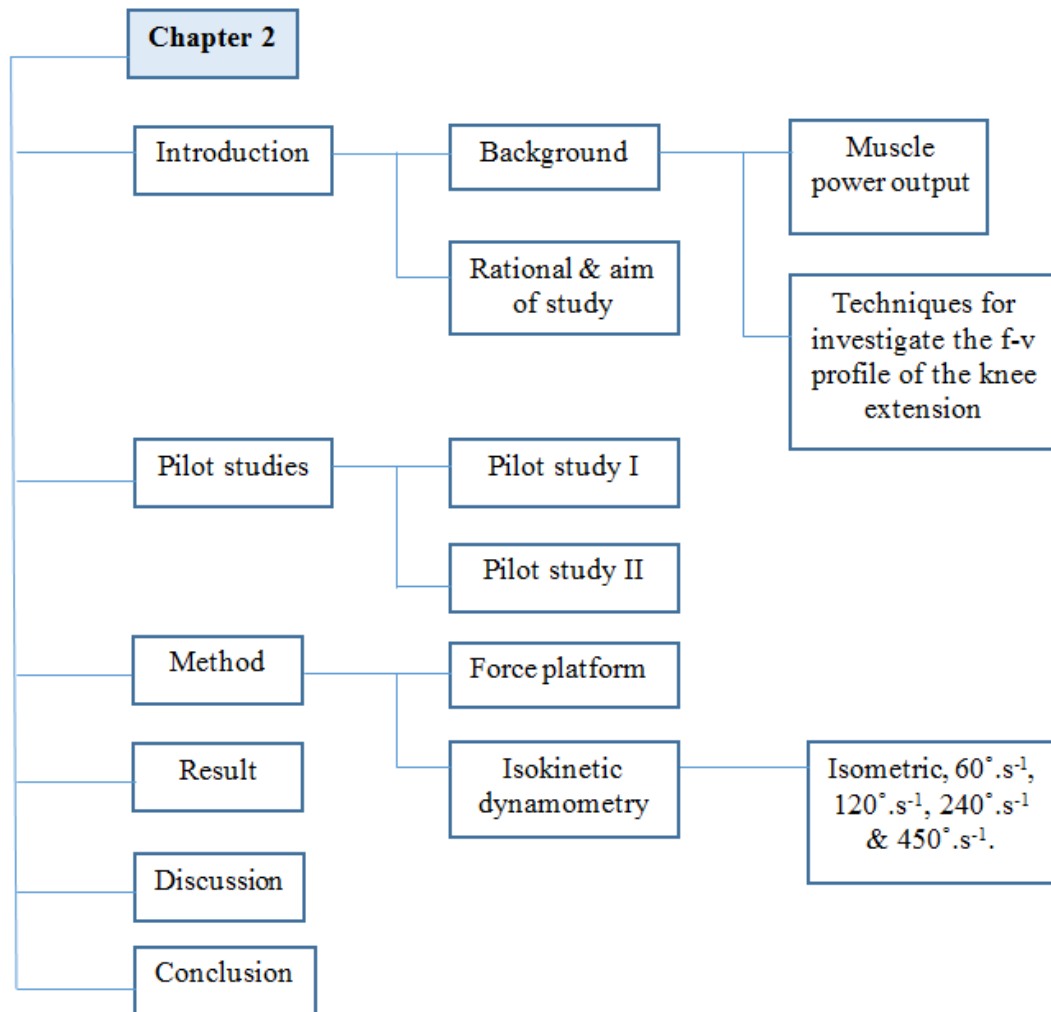 Chapter 2
Introduction
Background
Muscle
power output
Rational & aim
of study
Techniques for
investigate the f-v
profile of the knee
extension
Pilot studies
Pilot study I
Pilot study II
Method
Force platform
Isokinetic
dynamometry
Isometric, 60˚.s⁻¹,
120˚.s⁻¹, 240˚.s⁻¹
& 450˚.s⁻¹.
Result
Discussion
Conclusion